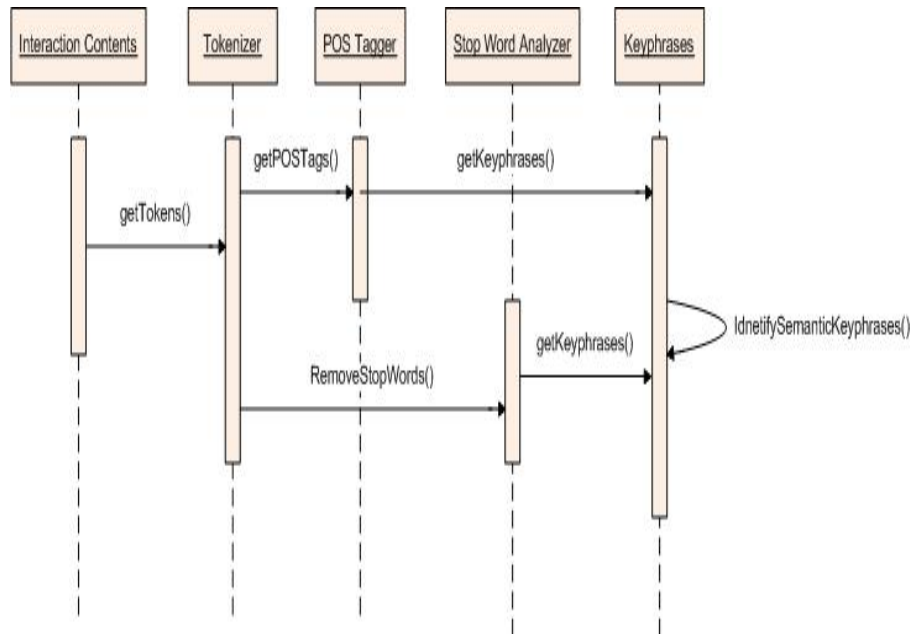 Interaction Contents
Tokenizer
POS Tagger
Stop Word Analyzer
Keyphrases
getPOSTags()
getKeyphrases()
getTokens()
IdnetifySemanticKeyphrases()
getKeyphrases()
RemoveStopWords()